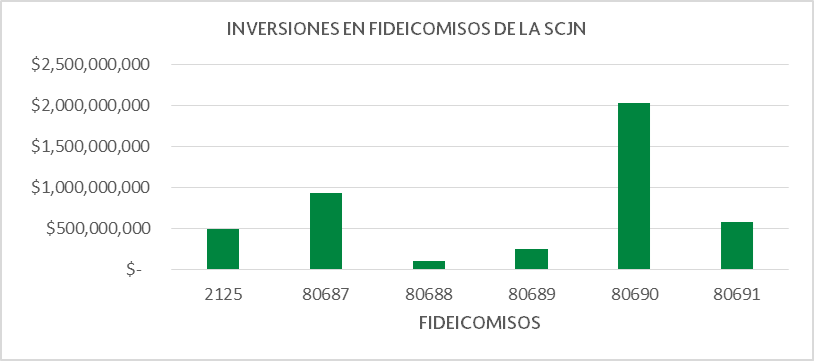 INVERSIONES EN FIDEICOMISOS DE LA SCJN
$2,500,000,000
$2,000,000,000
$1,500,000,000
$1,000,000,000
$500,000,000
$-
2125 80687 80688 80689 80690 80691
FIDEICOMISOS